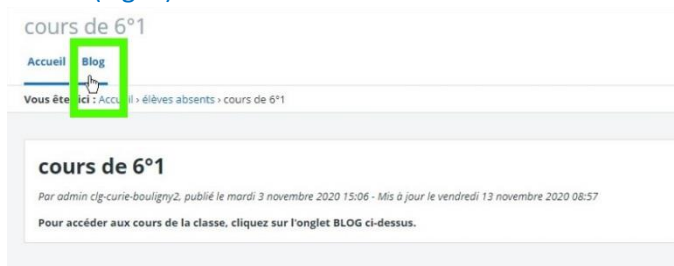 cours de 6°1
Accueil Blog
Vous êtes ici : Accueil › élèves absents › cours de 6°1
cours de 6°1
Par admin clg-curie-bouligny2, publié le mardi 3 novembre 2020 15:06 - Mis à jour le vendredi 13 novembre 2020 08:57
Pour accéder aux cours de la classe, cliquez sur l'onglet BLOG ci-dessus.